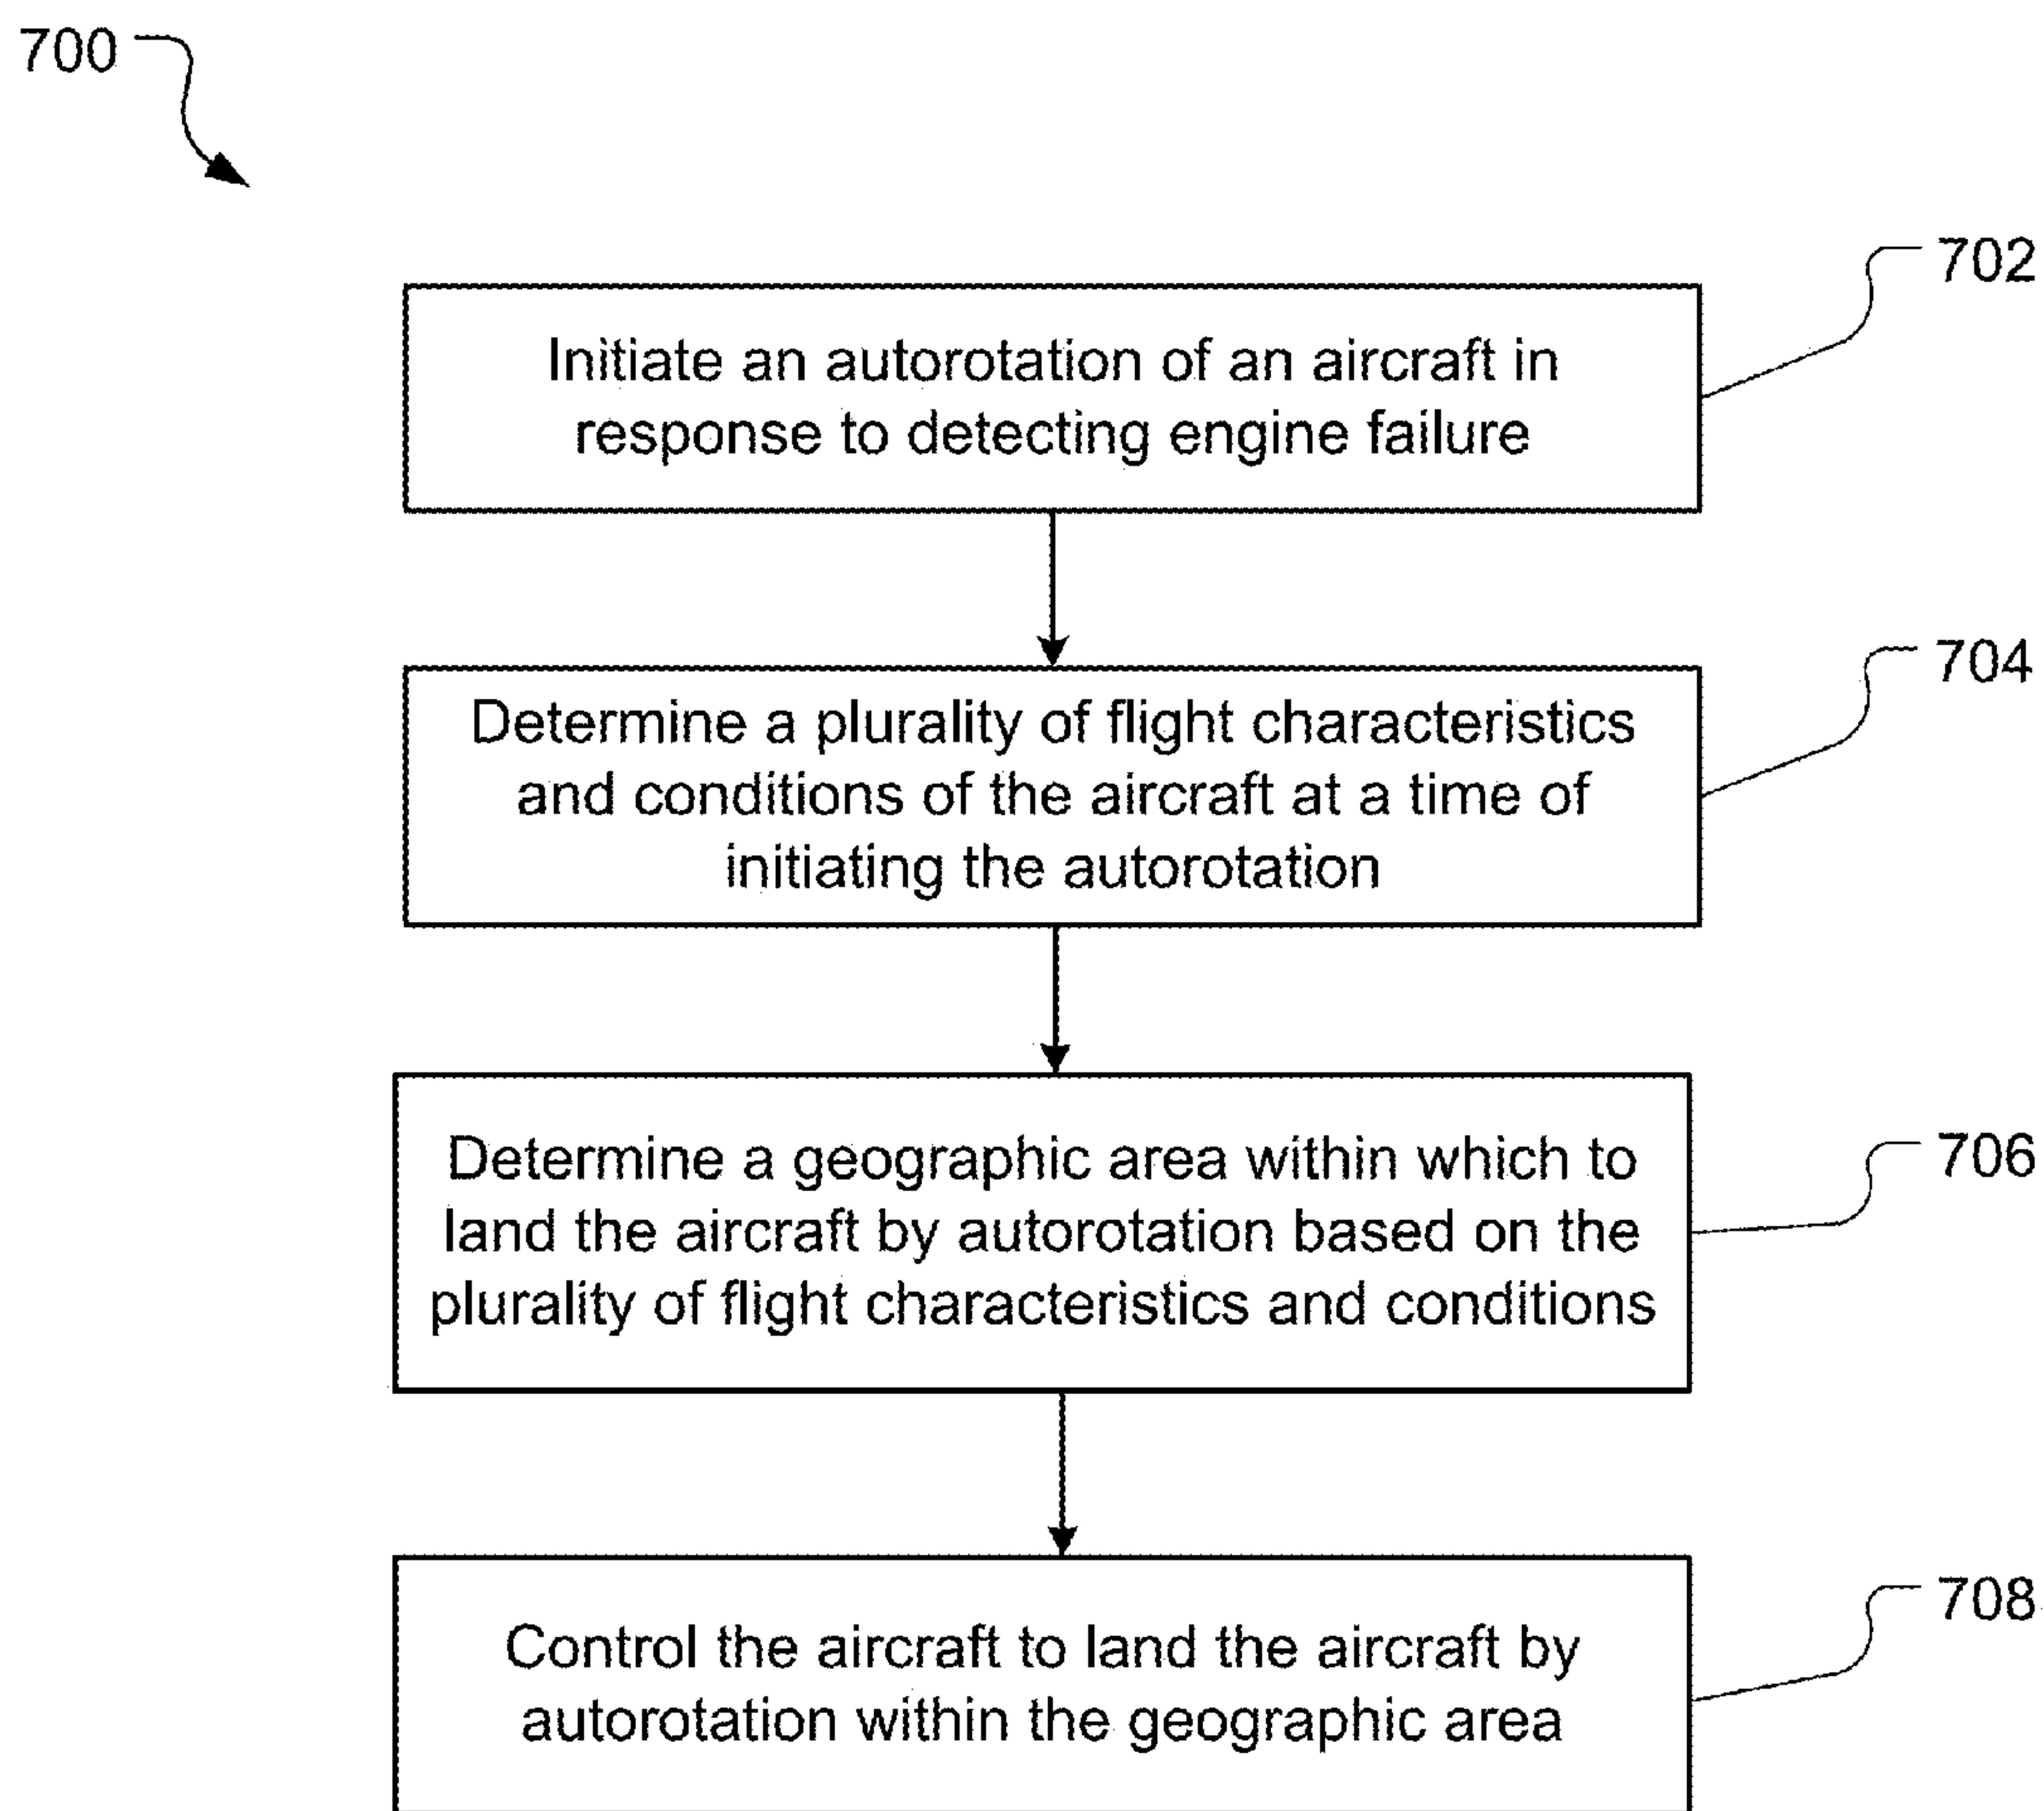 700
702
Initiate an autorotation of an aircraft in
response to detecting engine failure
704
Determine a plurality of flight characteristics
and conditions of the aircraft at a time of
initiating the autorotation
706
Determine a geographic area within which to
land the aircraft by autorotation based on the
plurality of flight characteristics and conditions
708
Control the aircraft to land the aircraft by
autorotation within the geographic area